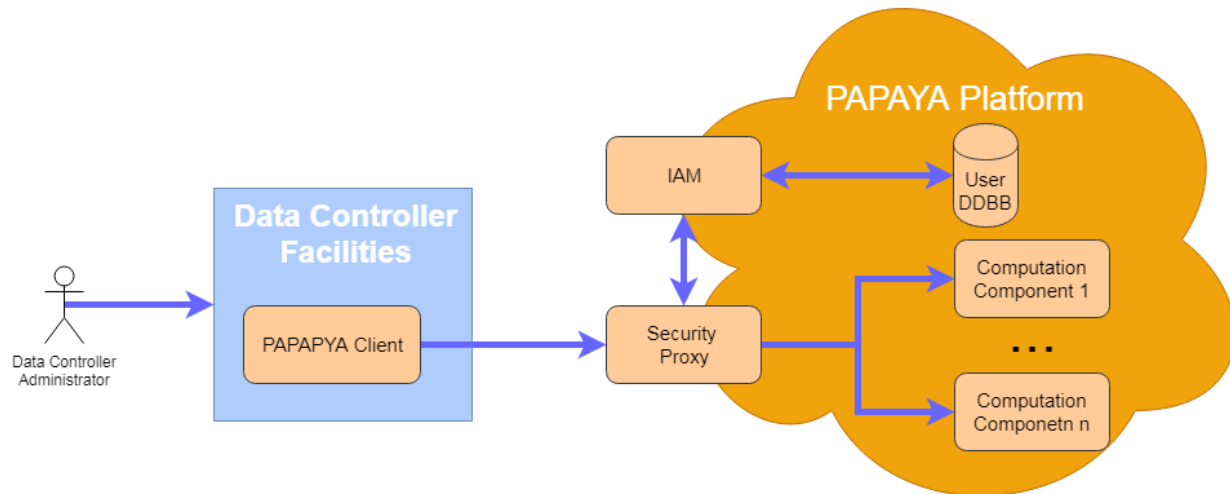 PAPAYA Platform
IAM
User
DDBB
Data Controller
Facilities
Computation
Component 1
Data Controller
Administrator
PAPAPYA Client
Security
Proxy
...
Computation
Componetn n